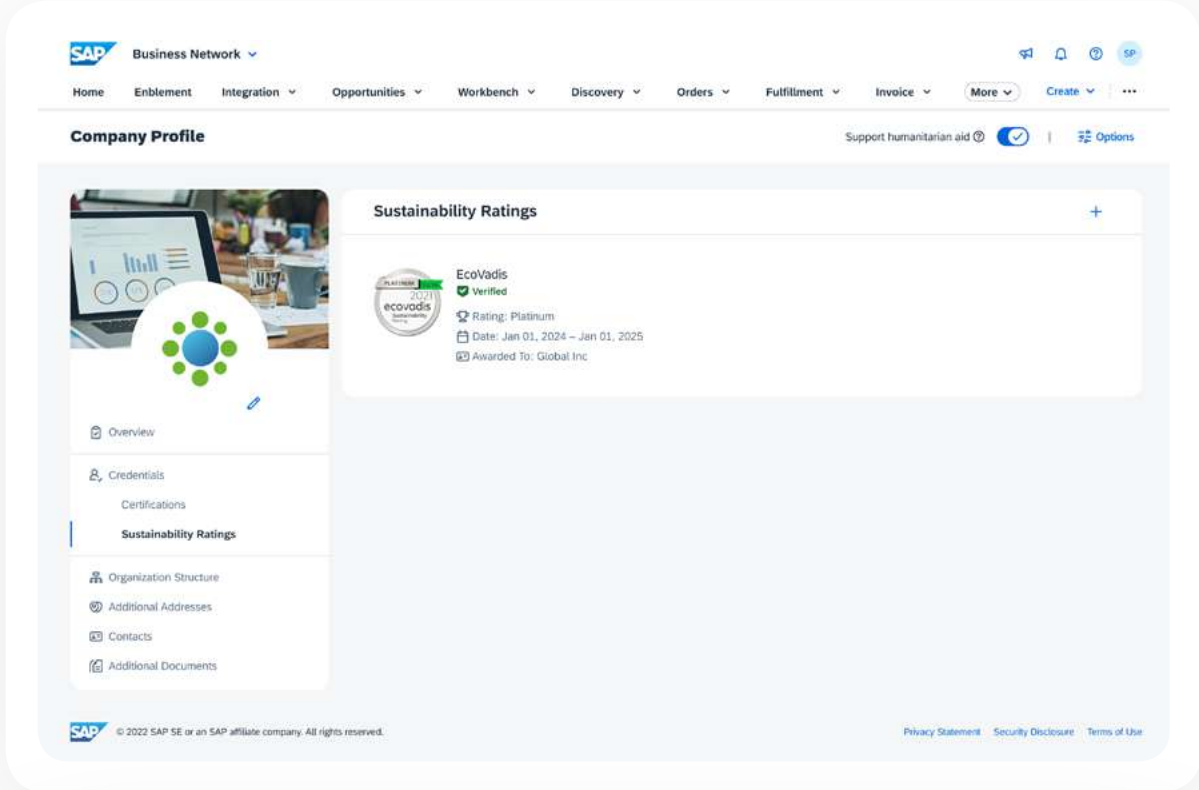 SAP Business Network
SP
Home Enblement Integration Opportunities Workbench Discovery Orders Fulfillment Invoice More Create
Company Profile
Support humanitarian aid Options
Sustainability Ratings
PLATINUM
2021
ecovadis
Sustainability
Rating
EcoVadis
Verified
Rating: Platinum
Date: Jan 01, 2024 – Jan 01, 2025
Awarded To: Global Inc
Overview
Credentials
Certifications
Sustainability Ratings
Organization Structure
Additional Addresses
Contacts
Additional Documents
SAP © 2022 SAP SE or an SAP affiliate company. All rights reserved.
Privacy Statement Security Disclosure Terms of Use